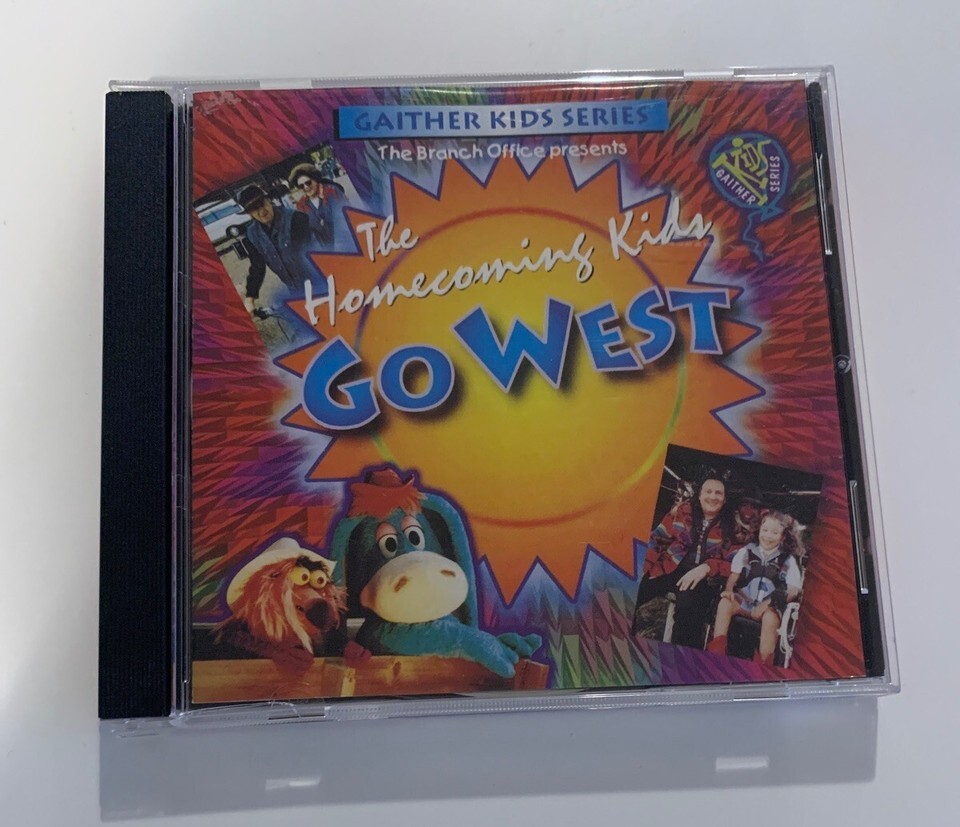 GAITHER KIDS SERIES
The Branch Office presents
KiDS
GAITHER
SERIES
The
Homecoming Kids
GO WEST